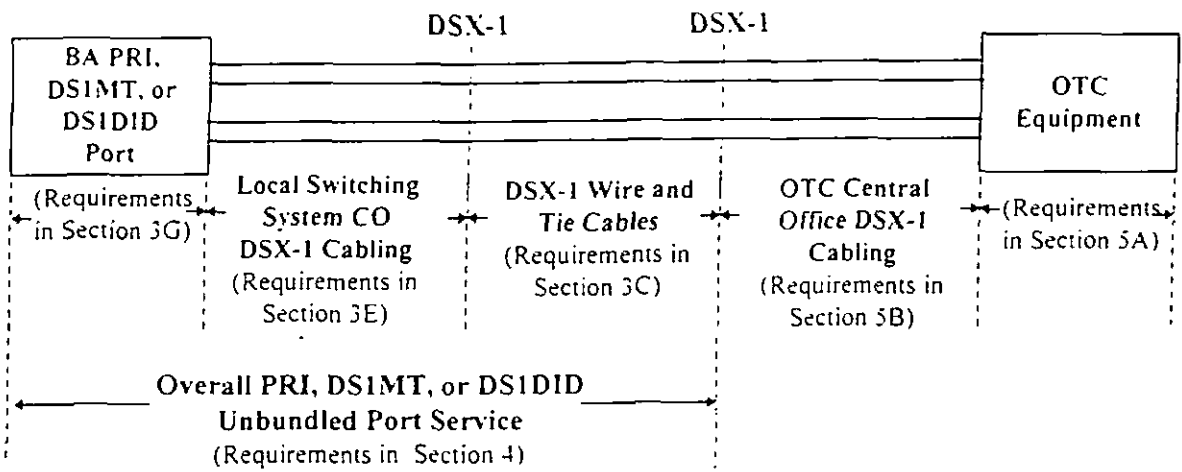 DSX-1
DSX-1
BA PRI,
DS1MT, or
DS1DID
Port
OTC
Equipment
(Requirements
in Section 3G)
Local Switching
System CO
DSX-1 Cabling
(Requirements in
Section 3E)
DSX-1 Wire and
Tie Cables
(Requirements in
Section 3C)
OTC Central
Office DSX-1
Cabling
(Requirements in
Section 5B)
(Requirements
in Section 5A)
Overall PRI, DS1MT, or DS1DID
Unbundled Port Service
(Requirements in Section 4)